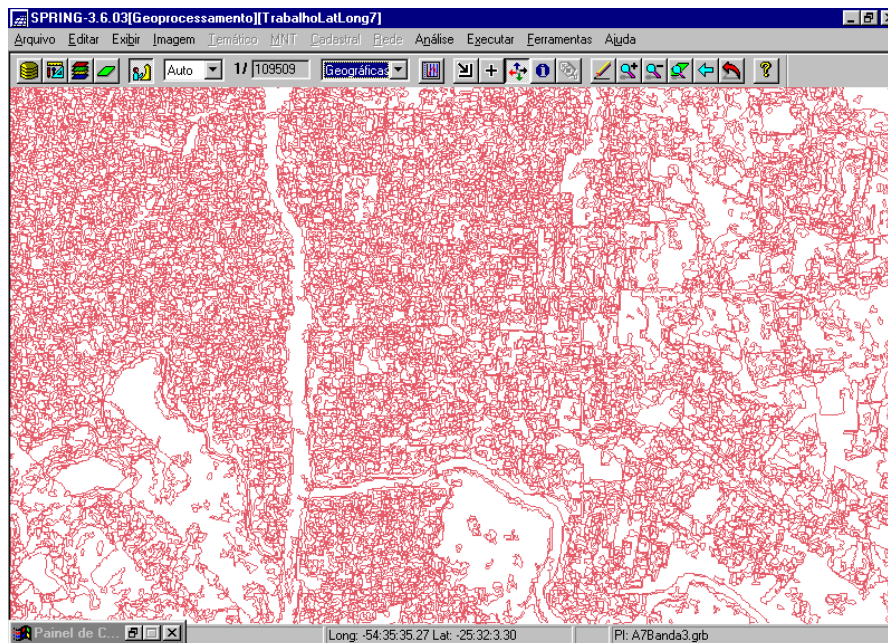 SPRING-3.6.03[Geoprocessamento][TrabalhoLatLong7]
Arquivo Editar Exibir Imagem Temático MNT Cadastral Rede Análise Executar Ferramentas Ajuda
Auto 1/ 109509 Geográficas
Painel de C... Long: -54:35:35.27 Lat: -25:32:3.30 PI: A7Banda3.grb